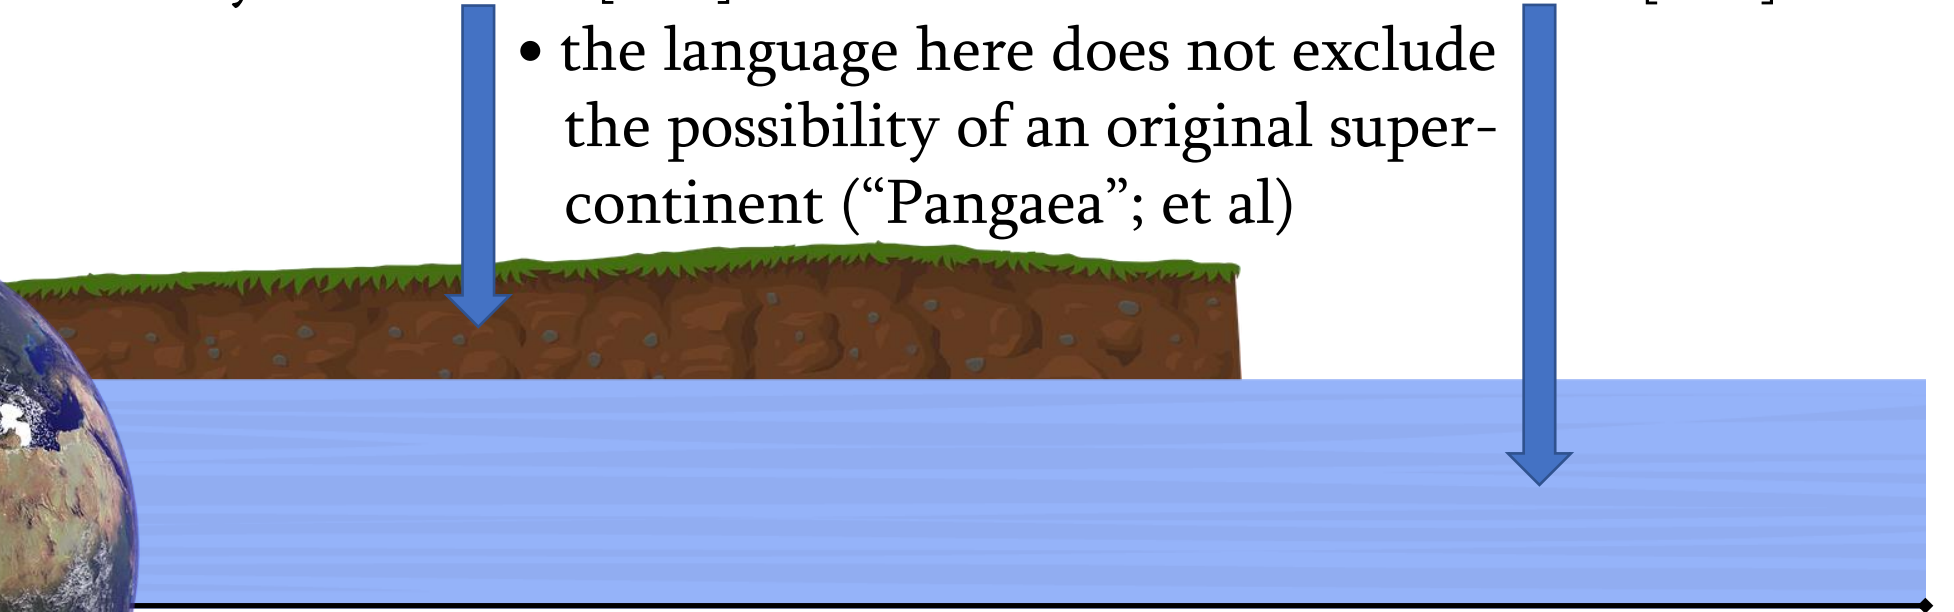 • the language here does not exclude
the possibility of an original super-
continent (“Pangaea”; et al)